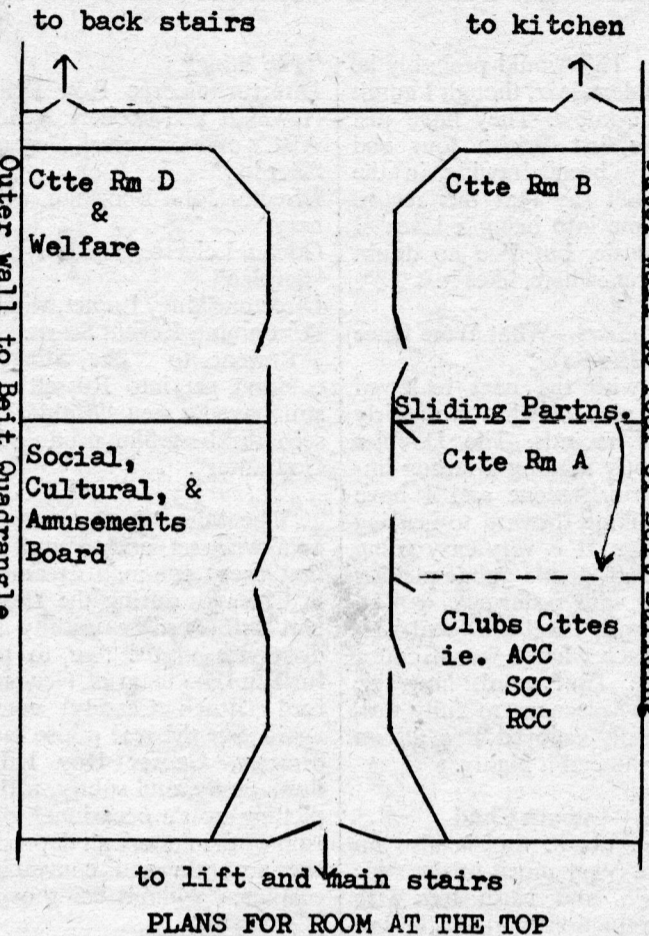 to back stairs
to kitchen
Ctte Rm D
&
Welfare
Ctte Rm B
Outer wall to Beit Quadrangle
Sliding Partns.
Social,
Cultural, &
Amusements
Board
Ctte Rm A
Clubs Cttes
ie. ACC
SCC
RCC
to lift and main stairs
PLANS FOR ROOM AT THE TOP